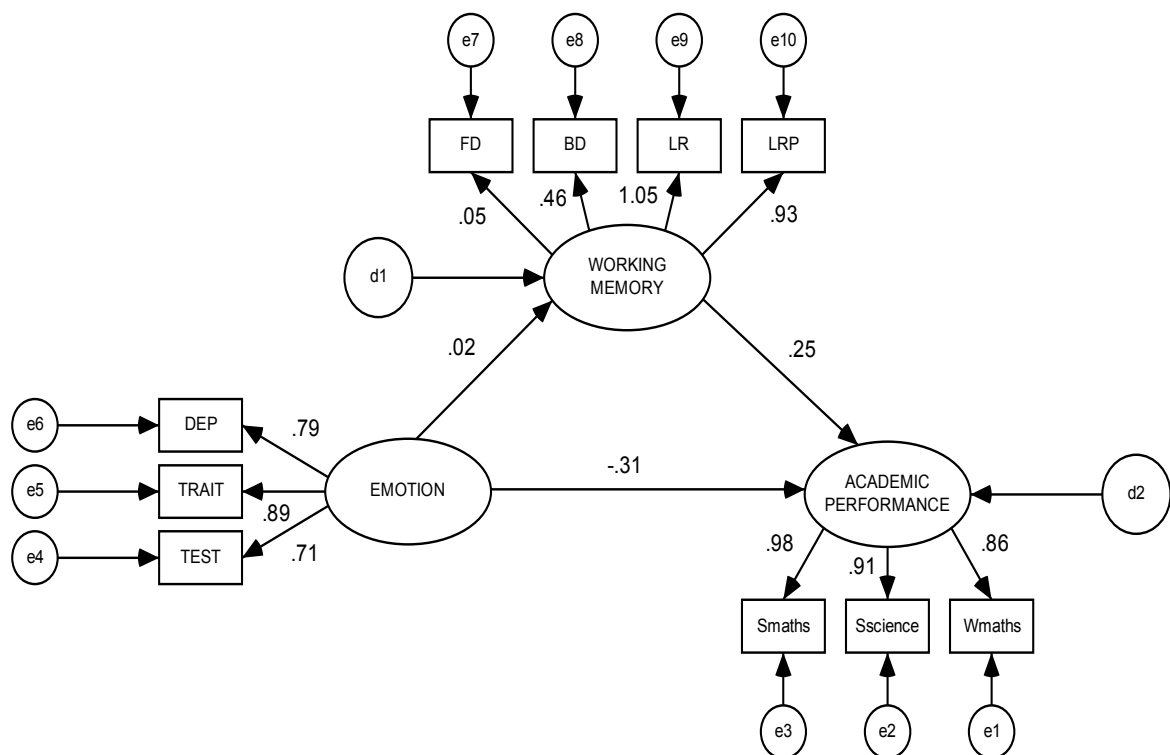 e7
e8
e9
e10
FD
BD
LR
LRP
.05
.46
1.05
.93
d1
WORKING
MEMORY
.02
.25
e6
DEP
.79
e5
TRAIT
.89
e4
TEST
.71
EMOTION
-.31
ACADEMIC
PERFORMANCE
d2
.98
.91
.86
Smaths
Sscience
Wmaths
e3
e2
e1